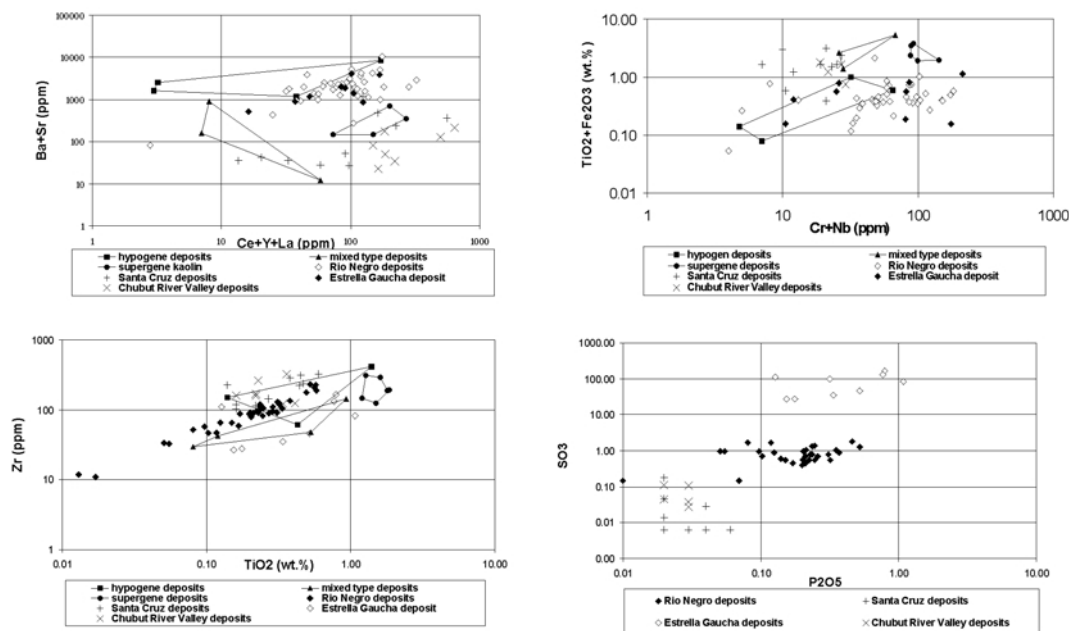 Ba+Sr (ppm)
100000
10000
1000
100
10
1
1 10 100 1000
Ce+Y+La (ppm)
hypogene deposits mixed type deposits
supergene kaolin Rio Negro deposits
Santa Cruz deposits Estrella Gaucha deposit
Chubut River Valley deposits
TiO2+Fe2O3 (wt.%)
10.00
1.00
0.10
0.01
1 10 100 1000
Cr+Nb (ppm)
hypogen deposits mixed type deposits
supergene deposits Rio Negro deposits
Santa Cruz deposits Estrella Gaucha deposits
Chubut River Valley deposits
Zr (ppm)
1000
100
10
1
0.01 0.10 1.00 10.00
TiO2 (wt.%)
hypogene deposits mixed type deposits
supergene deposits Rio Negro deposits
Santa Cruz deposits Estrella Gaucha deposit
Chubut River Valley deposits
SO3
1000.00
100.00
10.00
1.00
0.10
0.01
0.00
0.01 0.10 1.00 10.00
P2O5
Rio Negro deposits Santa Cruz deposits
Estrella Gaucha deposits Chubut River Valley deposits